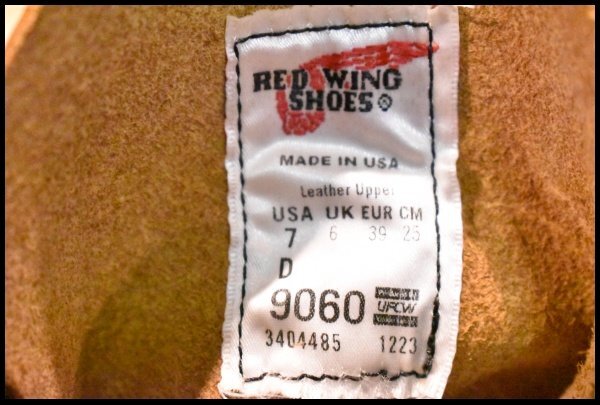 RED WING
SHOES®
MADE IN USA
Leather Upper
USA UK EUR CM
7 6 39 25
D
9060 UFCW
3404485 1223